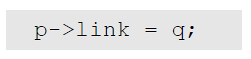 p->link = q;